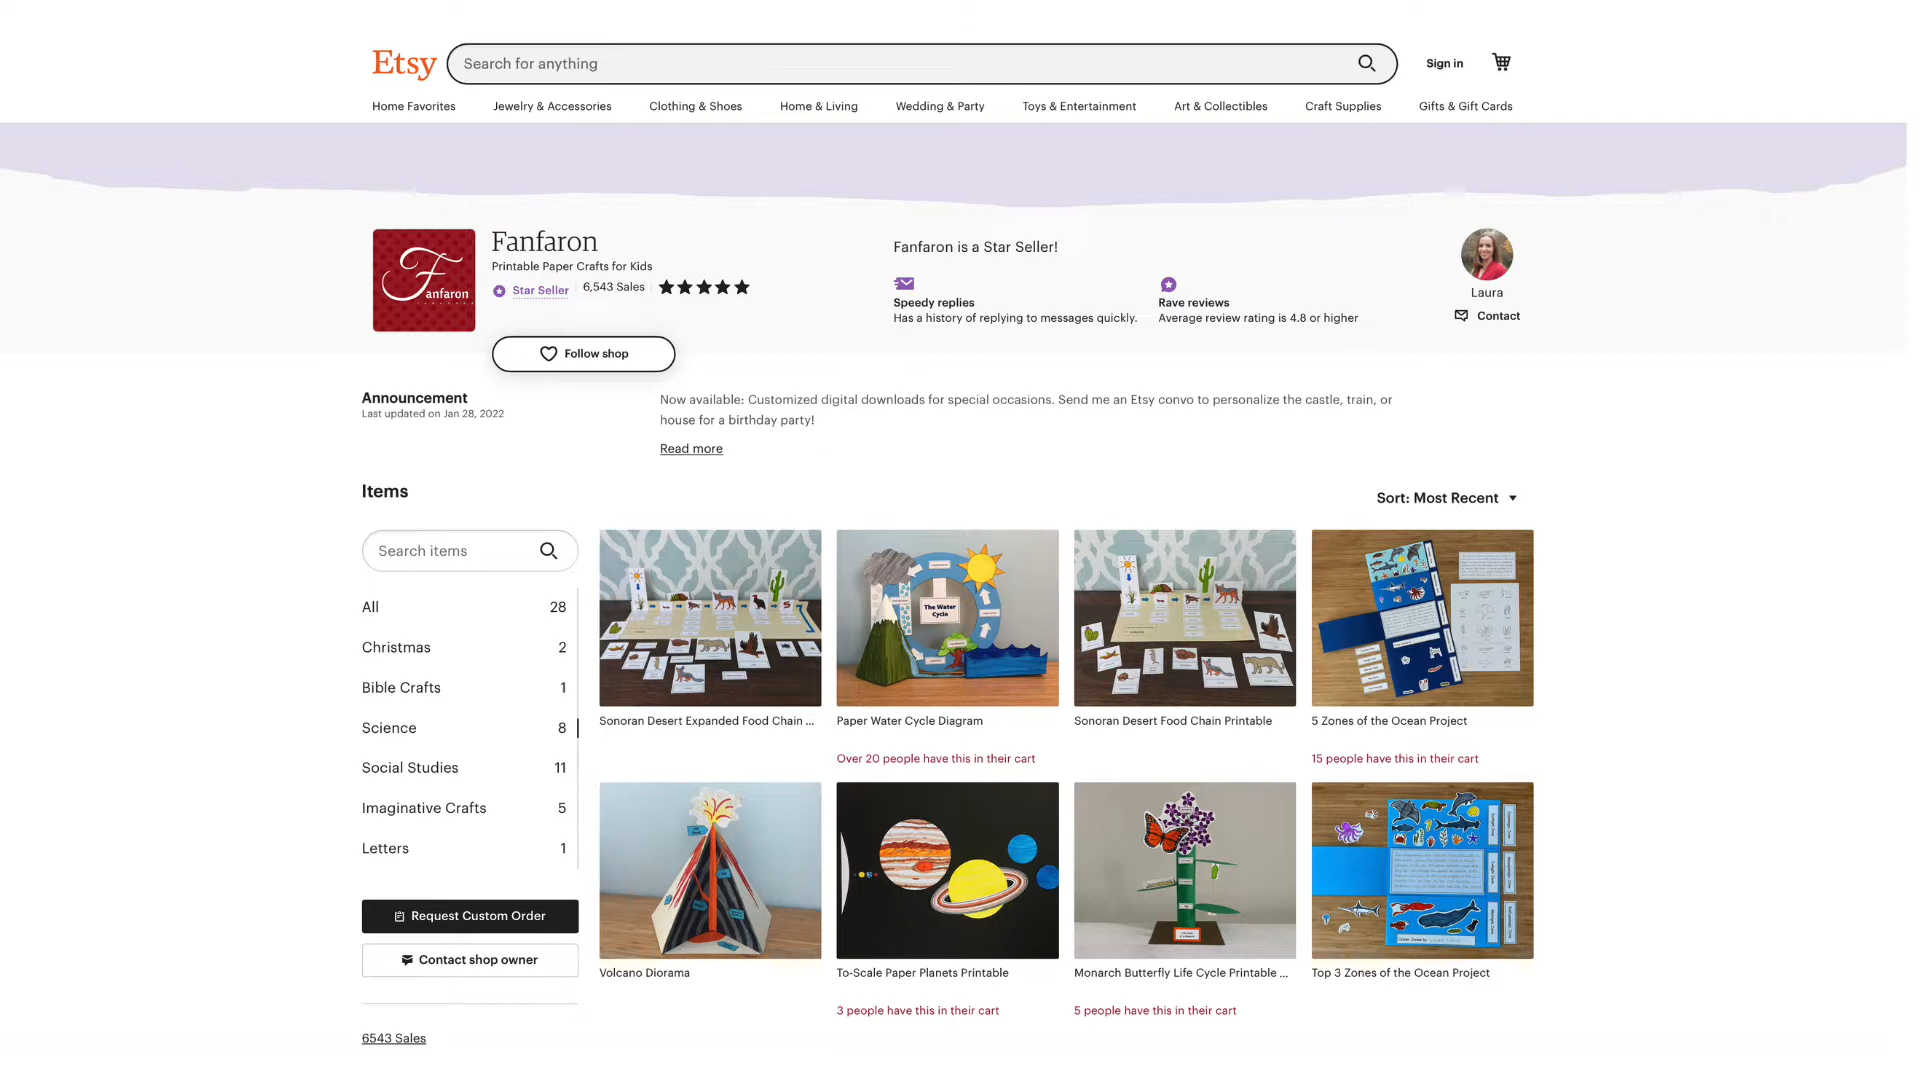 Etsy
Search for anything
Sign in
Home Favorites
Jewelry & Accessories
Clothing & Shoes
Home & Living
Wedding & Party
Toys & Entertainment
Art & Collectibles
Craft Supplies
Gifts & Gift Cards
Fanfaron
Fanfaron
Printable Paper Crafts for Kids
Star Seller
6,543 Sales
Fanfaron is a Star Seller!
Speedy replies
Has a history of replying to messages quickly.
Rave reviews
Average review rating is 4.8 or higher
Laura
Contact
Follow shop
Announcement
Last updated on Jan 28, 2022
Now available: Customized digital downloads for special occasions. Send me an Etsy convo to personalize the castle, train, or
house for a birthday party!
Read more
Items
Sort: Most Recent
Search items
All 28
Christmas 2
Bible Crafts 1
Science 8
Social Studies 11
Imaginative Crafts 5
Letters 1
Request Custom Order
Contact shop owner
6543 Sales
Sonoran Desert Expanded Food Chain ...
The Water
Cycle
Paper Water Cycle Diagram
Over 20 people have this in their cart
Sonoran Desert Food Chain Printable
5 Zones of the Ocean Project
15 people have this in their cart
Volcano Diorama
To-Scale Paper Planets Printable
3 people have this in their cart
Monarch Butterfly Life Cycle Printable ...
5 people have this in their cart
Top 3 Zones of the Ocean Project